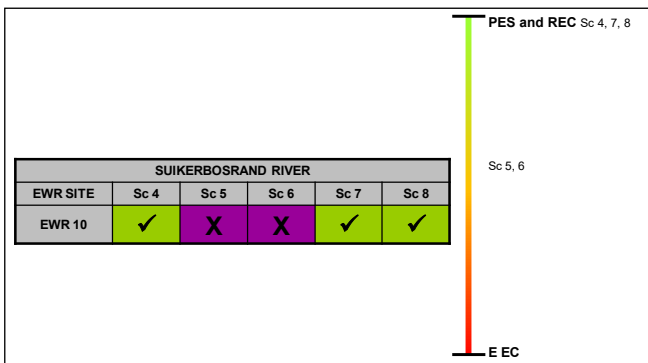 PES and REC Sc 4, 7, 8
Sc 5, 6
SUIKERBOSRAND RIVER
EWR SITE Sc 4 Sc 5 Sc 6 Sc 7 Sc 8
EWR 10 ✓ X X ✓ ✓
E EC